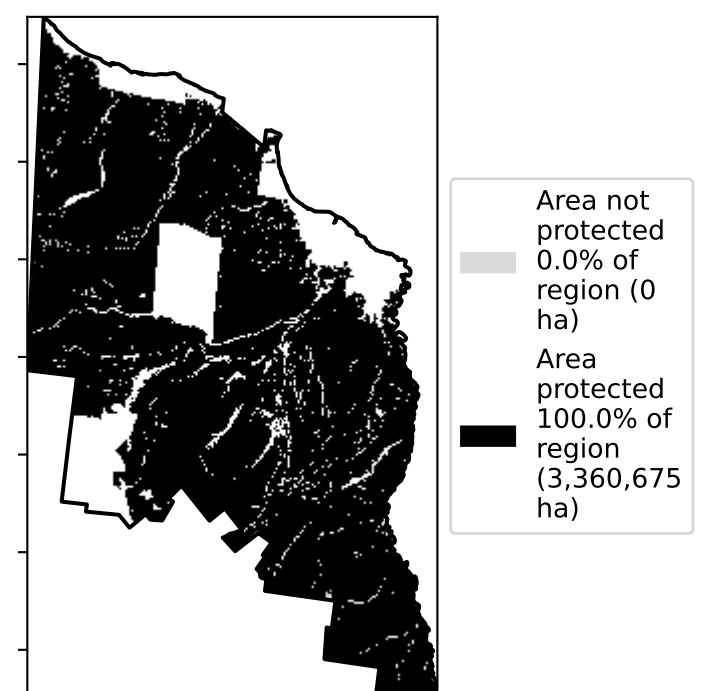 Area not
protected
0.0% of
region (0
ha)
Area
protected
100.0% of
region
(3,360,675
ha)